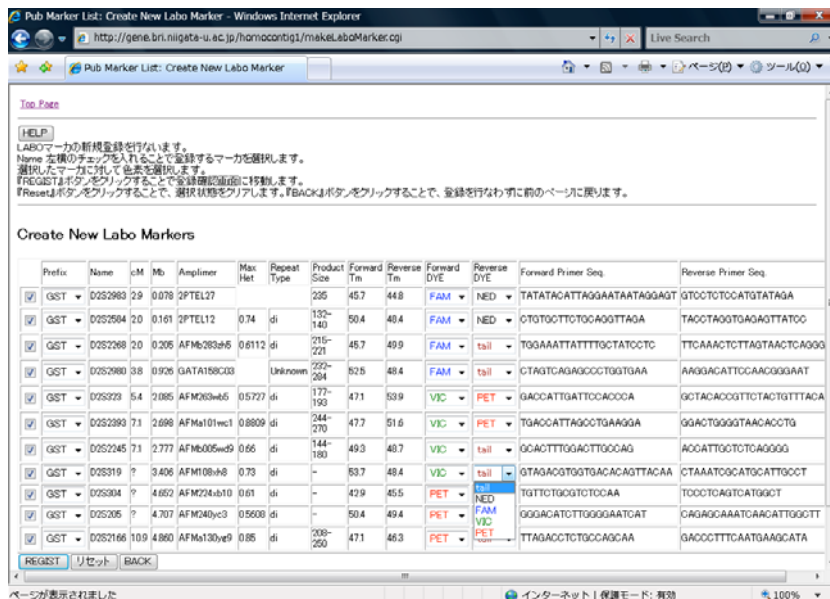 Pub Marker List: Create New Labo Marker - Windows Internet Explorer
http://gene.bri.niigata-u.ac.jp/homocontig1/makeLaboMarker.cgi
Live Search
Pub Marker List: Create New Labo Marker
ページ(P)
ツール(O)
Top Page
HELP
LABOマーカの新規登録を行ないます。
Name 左横のチェックを入れることで登録するマーカを選択します。
選択したマーカに対して色素を選択します。
『REGIST』ボタンをクリックすることで登録確認画面に移動します。
『Reset』ボタンをクリックすることで、選択状態をクリアします。『BACK』ボタンをクリックすることで、登録を行なわずに前のページに戻ります。
Create New Labo Markers
Prefix Name cM Mb Amplimer Max Het Repeat Type Product Size Forward Tm Reverse Tm Forward DYE Reverse DYE Forward Primer Seq. Reverse Primer Seq.
GST D2S2983 2.9 0.078 2PTEL27 235 45.7 44.8 FAM NED TATATACATTAGGAATAATAGGAGT GTCCTCTCCATGTATAGA
GST D2S2584 2.0 0.161 2PTEL12 0.74 di 132-140 50.4 48.4 FAM NED CTGTGCTTCTGCAGGTTAGA TACCTAGGTGAGAGTTATCC
GST D2S2268 2.0 0.205 AFMb283zh5 0.6112 di 215-221 45.7 49.9 FAM tail TGGAAATTATTTTGCTATCCTC TTCAAACTCTTAGTAACTCAGGG
GST D2S2980 3.8 0.926 GATA158C03 Unknown 232-284 52.5 48.4 FAM tail CTAGTCAGAGCCCTGGTGAA AAGGACATTCCAACGGGAAT
GST D2S323 5.4 2.085 AFM263wb5 0.5727 di 177-193 47.1 53.9 VIC PET GACCATTGATTCCACCCA GCTACACCGTTCTACTGTTTACA
GST D2S2393 7.1 2.698 AFMa101wc1 0.8809 di 244-270 47.7 51.6 VIC PET TGACCATTAGCCTGAAGGA GGACTGGGGTAACACCTG
GST D2S2245 7.1 2.777 AFMb005wd9 0.66 di 144-180 49.3 48.7 VIC tail GCACTTTGGACTTGCCAG ACCATTGCTCTCAGGGG
GST D2S319 ? 3.406 AFM108xh8 0.73 di - 53.7 48.4 VIC tail GTAGACGTGGTGACACAGTTACAA CTAAATCGCATGCATTGCCT
GST D2S304 ? 4.652 AFM224xb10 0.61 di - 42.9 45.5 PET TGTTCTGCGTCTCCAA TCCCTCAGTCATGGCT
GST D2S205 ? 4.707 AFM240yc3 0.5608 di - 50.4 49.4 PET GGGACATCTTGGGGAATCAT CAGAGCAAATCAACATTGGCTT
GST D2S2166 10.9 4.860 AFMa130yg9 0.85 di 208-250 47.1 46.3 PET TTAGACCTCTGCCAGCAA GACCCTTTCAATGAAGCATA
tail
NED
FAM
VIC
PET
REGIST リセット BACK
ページが表示されました
インターネット | 保護モード: 有効
100%